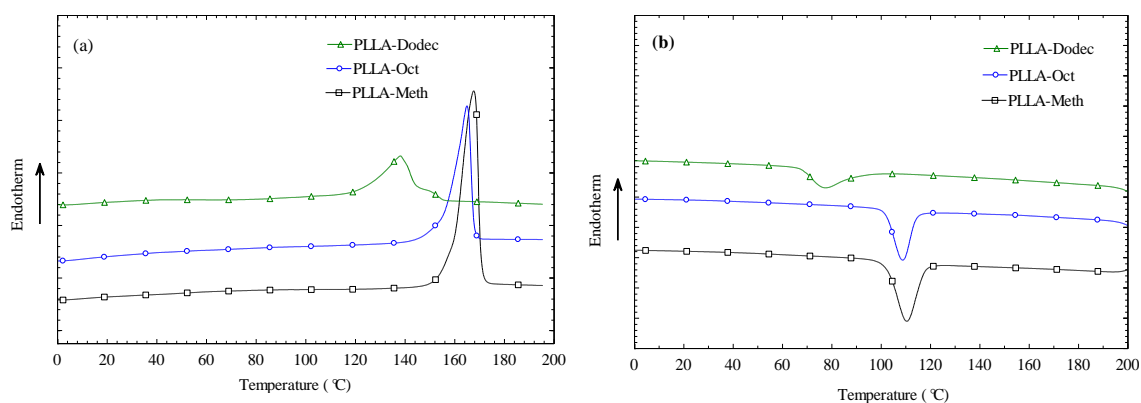 (a)
PLLA-Dodec
PLLA-Oct
PLLA-Meth
Endotherm
0 20 40 60 80 100 120 140 160 180 200
Temperature ( °C)
(b)
PLLA-Dodec
PLLA-Oct
PLLA-Meth
Endotherm
0 20 40 60 80 100 120 140 160 180 200
Temperature ( °C)